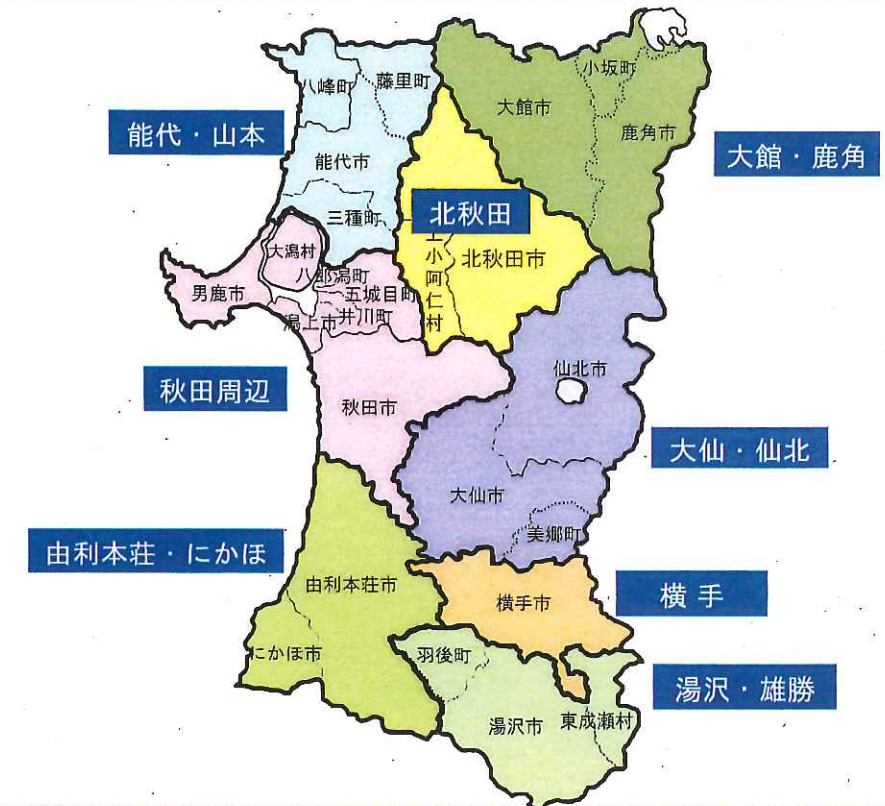 八峰町
藤里町
小坂町
大館市
鹿角市
能代・山本
大館・鹿角
能代市
北秋田
三種町
大潟村
八郎潟町
上小阿仁村
北秋田市
男鹿市
五城目町
潟上市
井川町
仙北市
秋田周辺
秋田市
大仙・仙北
大仙市
美郷町
由利本荘・にかほ
由利本荘市
横手市
横手
にかほ市
羽後町
湯沢・雄勝
湯沢市
東成瀬村